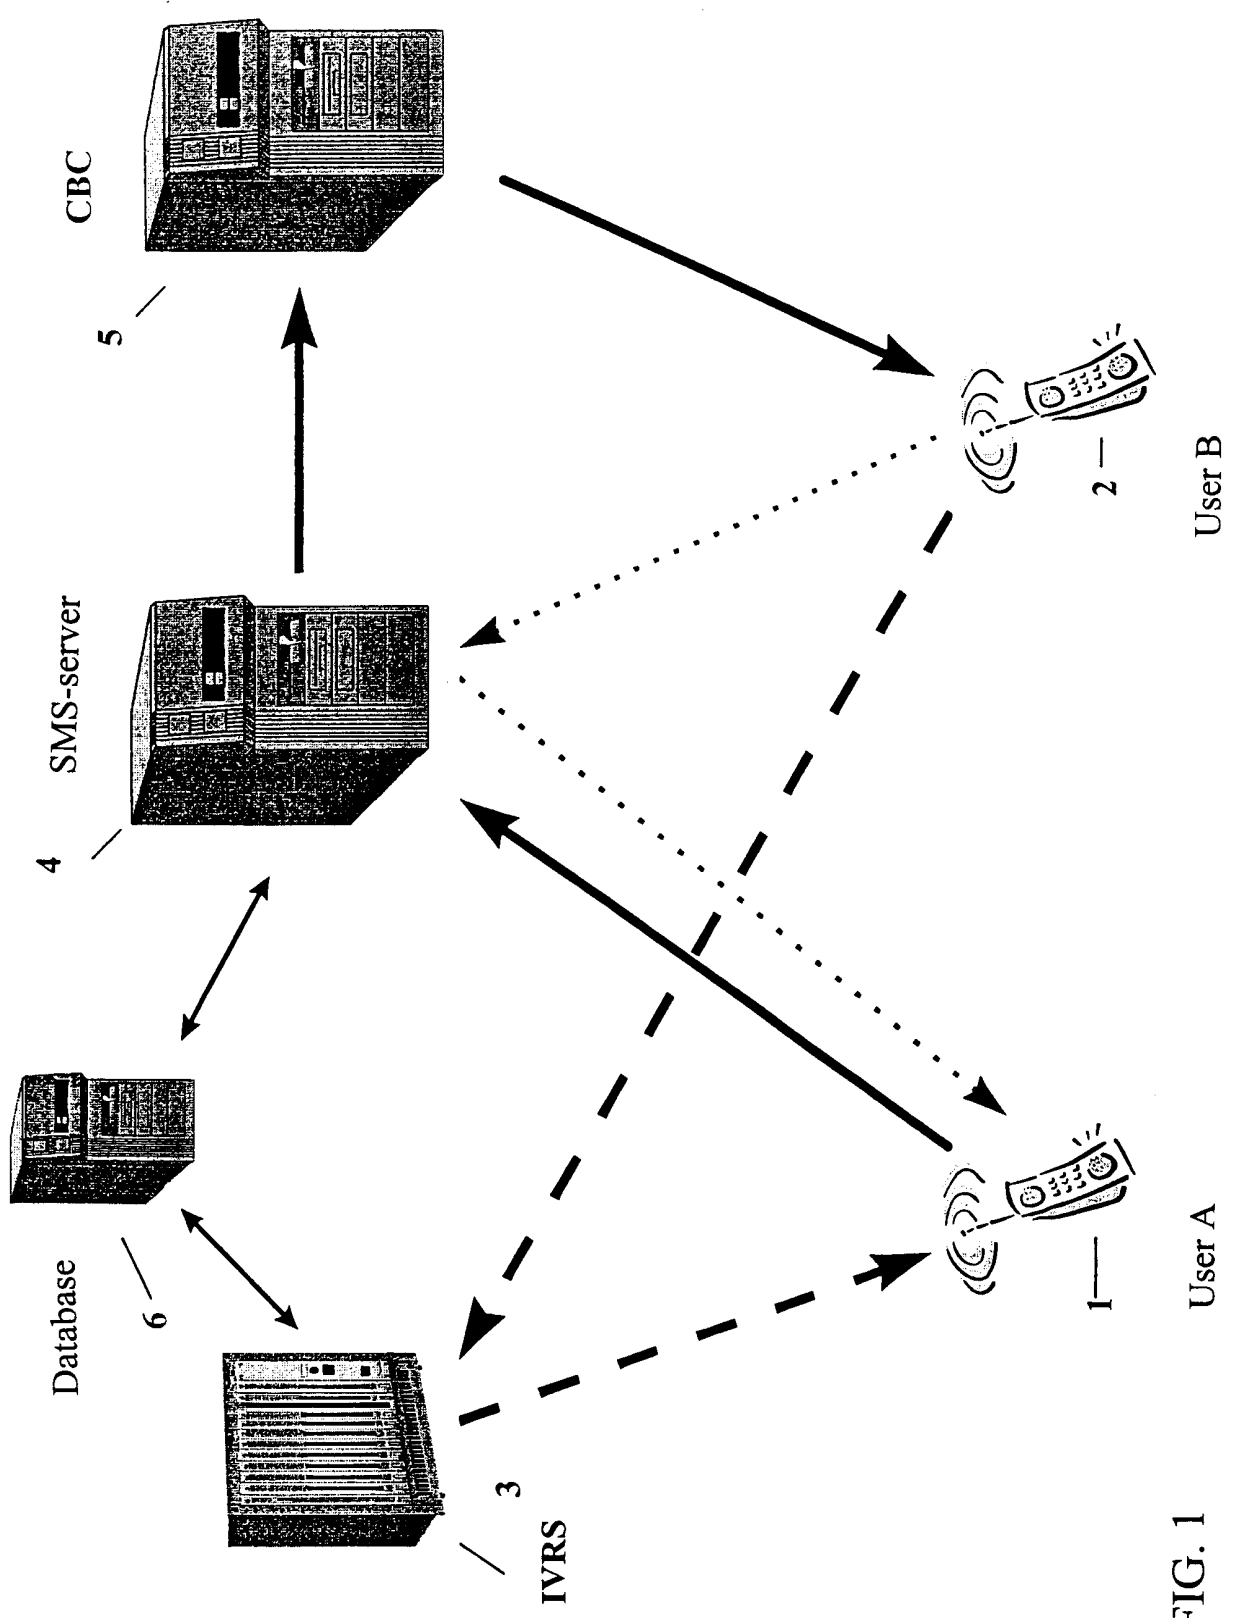 Database
6
SMS-server
4
CBC
5
IVRS
3
1
User A
2
User B
FIG. 1